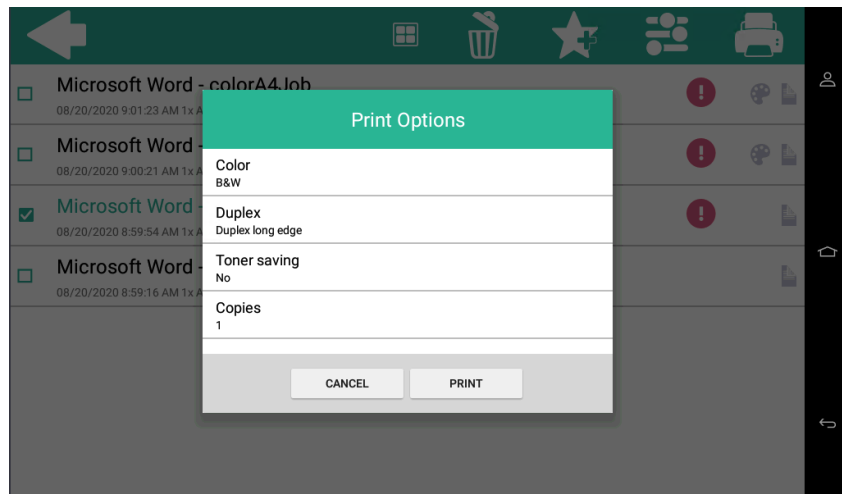 Microsoft Word - colorA4Job
08/20/2020 9:01:23 AM 1x A
Print Options
Microsoft Word -
08/20/2020 9:00:21 AM 1x A
Color
B&W
Microsoft Word -
08/20/2020 8:59:54 AM 1x A
Duplex
Duplex long edge
Microsoft Word -
08/20/2020 8:59:16 AM 1x A
Toner saving
No
Copies
1
CANCEL PRINT